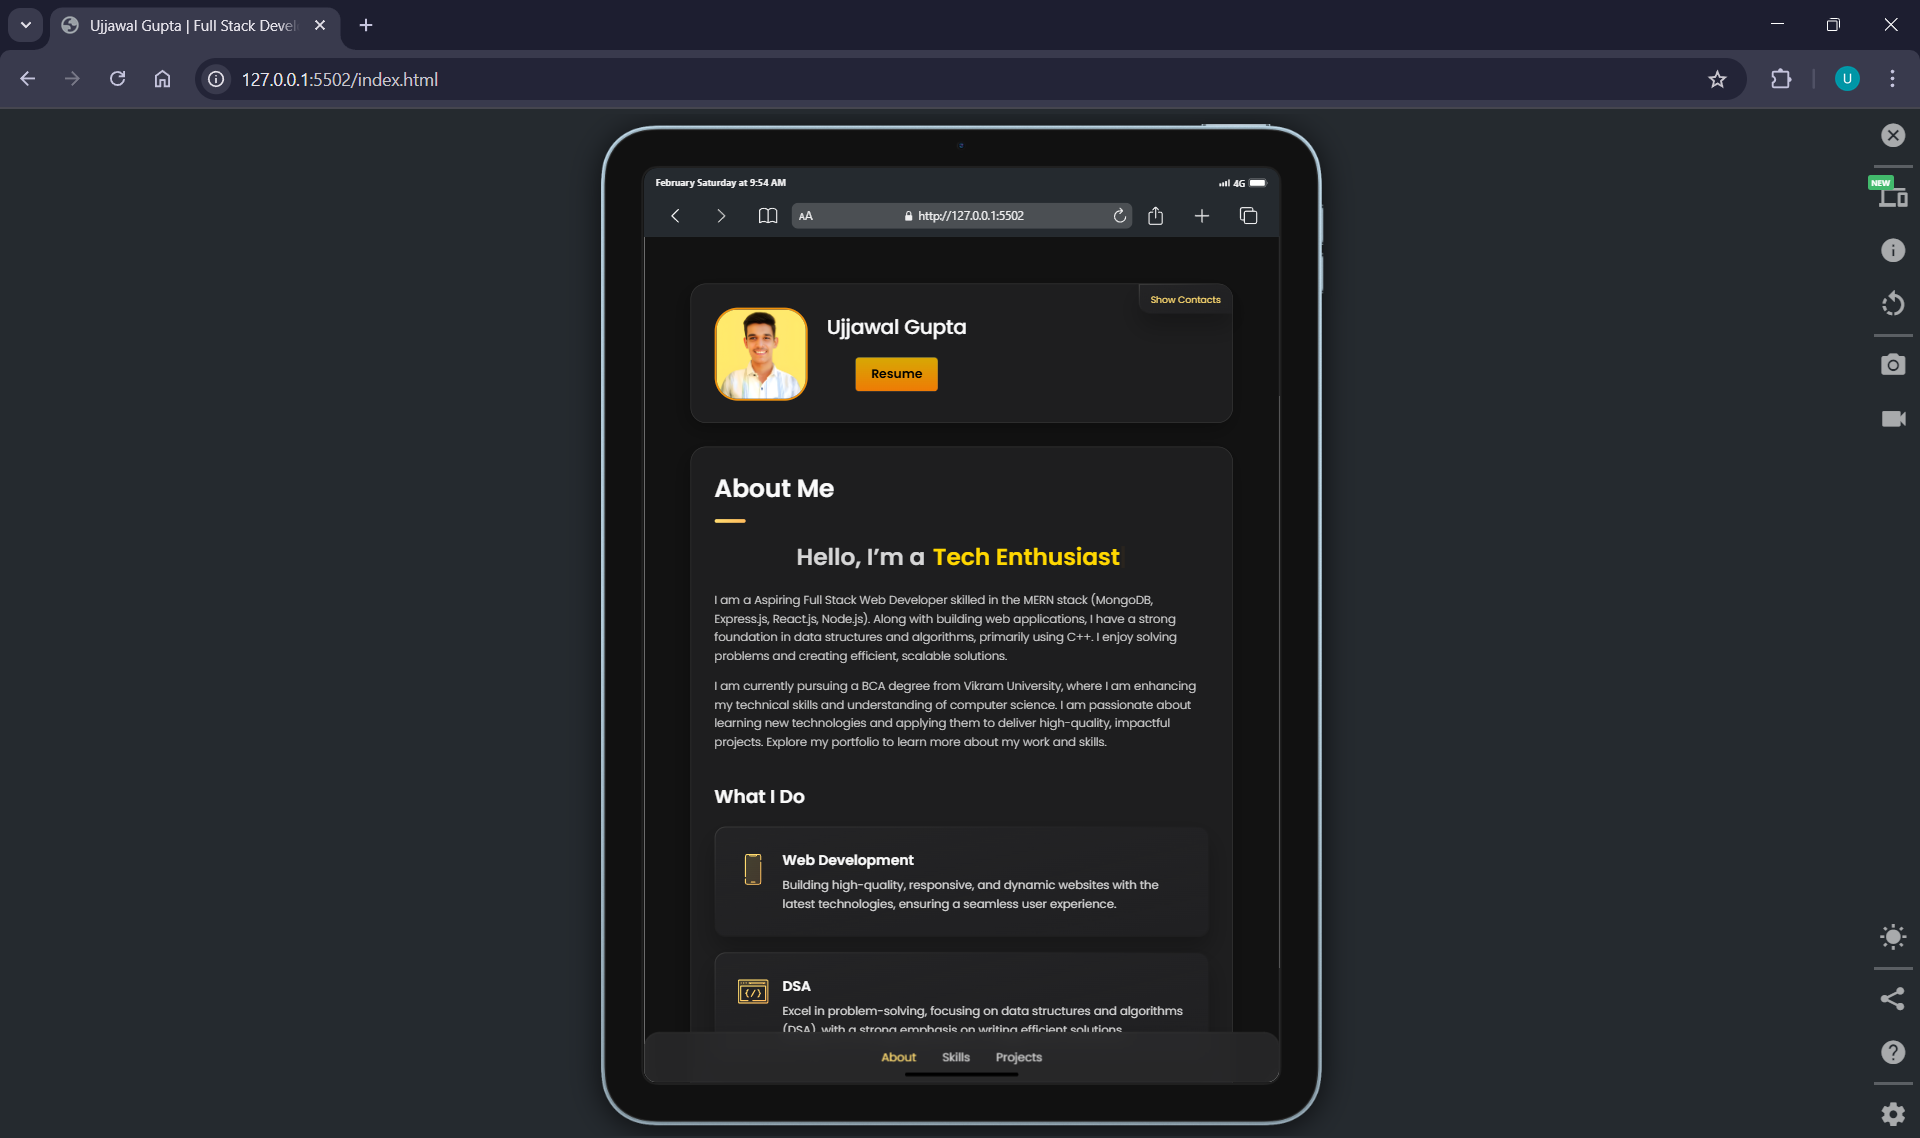 Ujjawal Gupta | Full Stack Devel
127.0.0.1:5502/index.html
U
NEW
February Saturday at 9:54 AM
4G
AA
http://127.0.0.1:5502
Show Contacts
Ujjawal Gupta
Resume
About Me
Hello, I'm a Tech Enthusiast
I am a Aspiring Full Stack Web Developer skilled in the MERN stack (MongoDB,
Express.js, React.js, Node.js). Along with building web applications, I have a strong
foundation in data structures and algorithms, primarily using C++. I enjoy solving
problems and creating efficient, scalable solutions.
I am currently pursuing a BCA degree from Vikram University, where I am enhancing
my technical skills and understanding of computer science. I am passionate about
learning new technologies and applying them to deliver high-quality, impactful
projects. Explore my portfolio to learn more about my work and skills.
What I Do
Web Development
Building high-quality, responsive, and dynamic websites with the
latest technologies, ensuring a seamless user experience.
DSA
Excel in problem-solving, focusing on data structures and algorithms
(DSA), with a strong emphasis on writing efficient solutions.
About Skills Projects